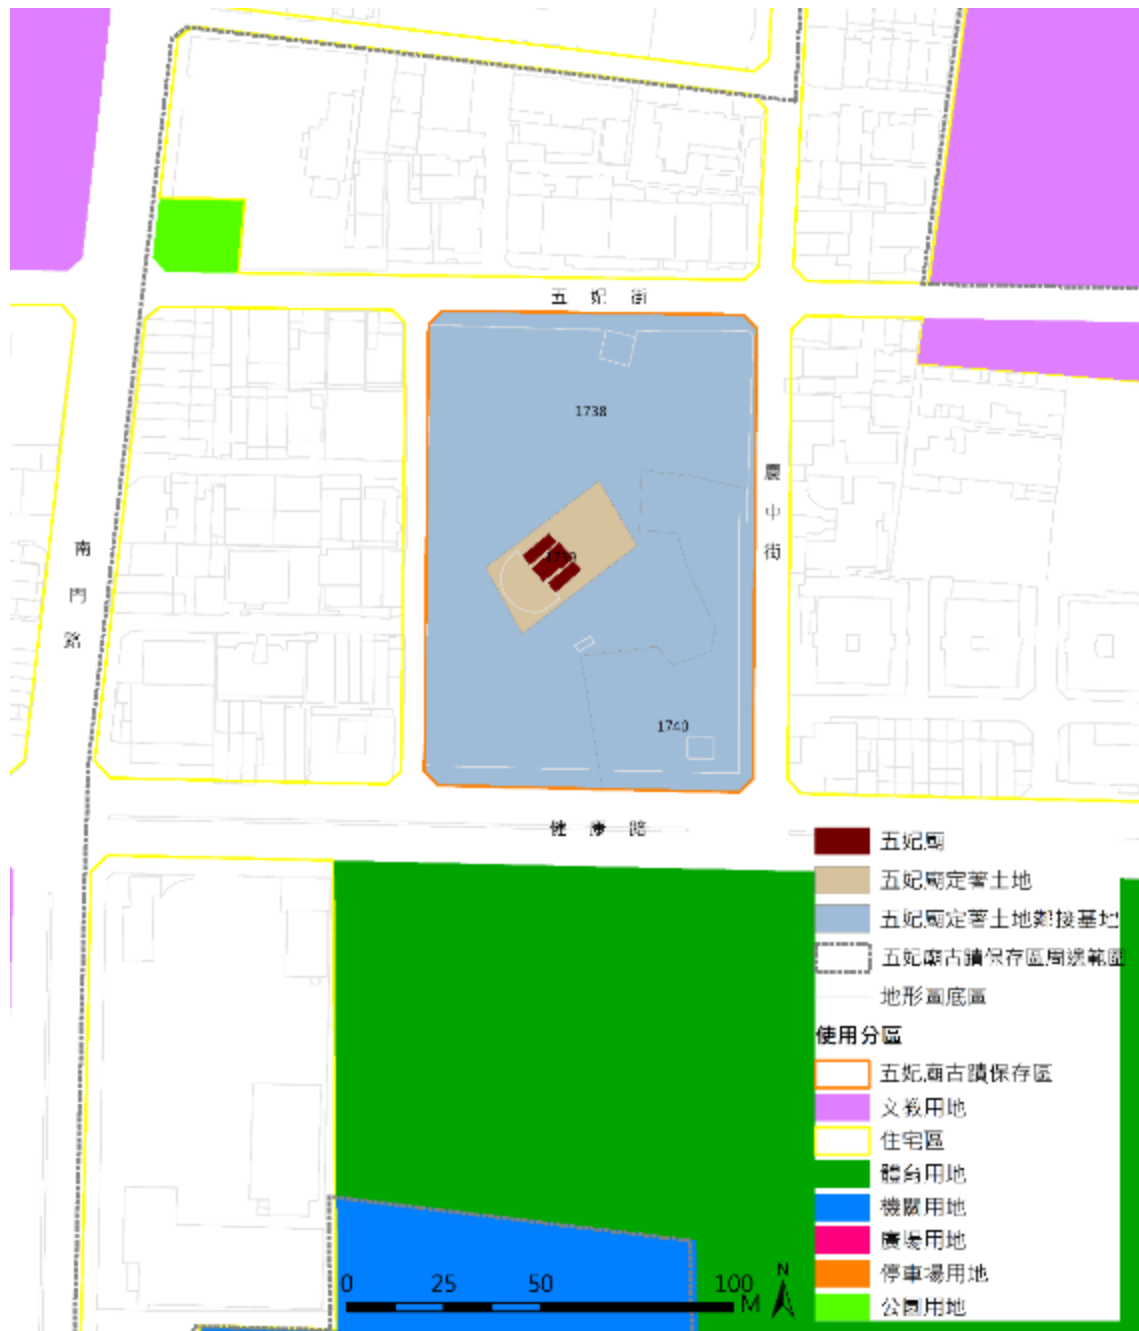 五 妃 街
1738
慶
中
街
南
門
路
1740
健 康 路
五妃廟
五妃廟定著土地
五妃廟定著土地鄰接基地
五妃廟古蹟保存區周邊範圍
地形圖底圖
使用分區
五妃廟古蹟保存區
文教用地
住宅區
體育用地
機關用地
廣場用地
停車場用地
公園用地
0 25 50 100
M
N